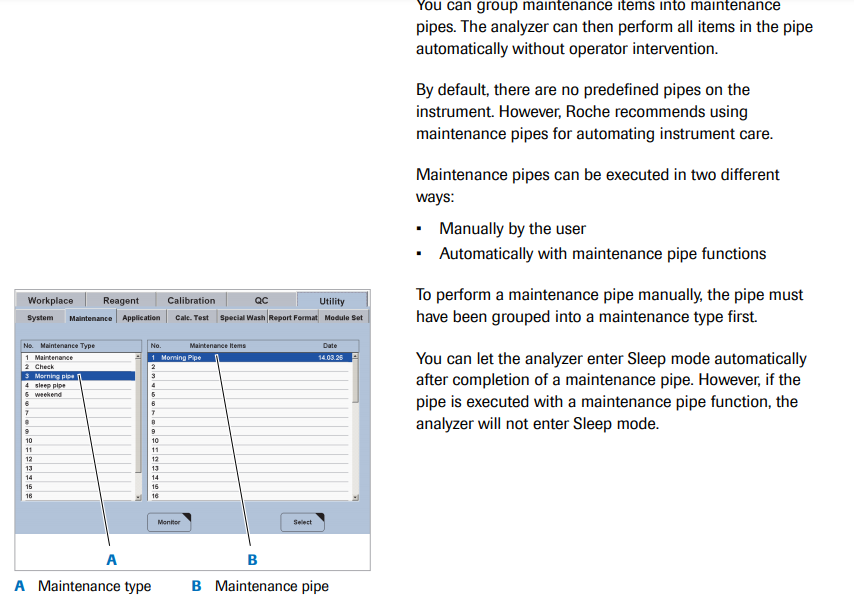 You can group maintenance items into maintenance
pipes. The analyzer can then perform all items in the pipe
automatically without operator intervention.
By default, there are no predefined pipes on the
instrument. However, Roche recommends using
maintenance pipes for automating instrument care.
Maintenance pipes can be executed in two different
ways:
▪ Manually by the user
▪ Automatically with maintenance pipe functions
To perform a maintenance pipe manually, the pipe must
have been grouped into a maintenance type first.
You can let the analyzer enter Sleep mode automatically
after completion of a maintenance pipe. However, if the
pipe is executed with a maintenance pipe function, the
analyzer will not enter Sleep mode.
Workplace Reagent Calibration QC Utility
System Maintenance Application Calc. Test Special Wash Report Format Module Set
No. Maintenance Type No. Maintenance Items Date
1 Maintenance 1 Morning Pipe 14.03.26
2 Check 2
3 Morning pipe 3
4 sleep pipe 4
5 weekend 5
6 6
7 7
8 8
9 9
10 10
11 11
12 12
13 13
14 14
15 15
16 16
Monitor Select
A B
A Maintenance type B Maintenance pipe